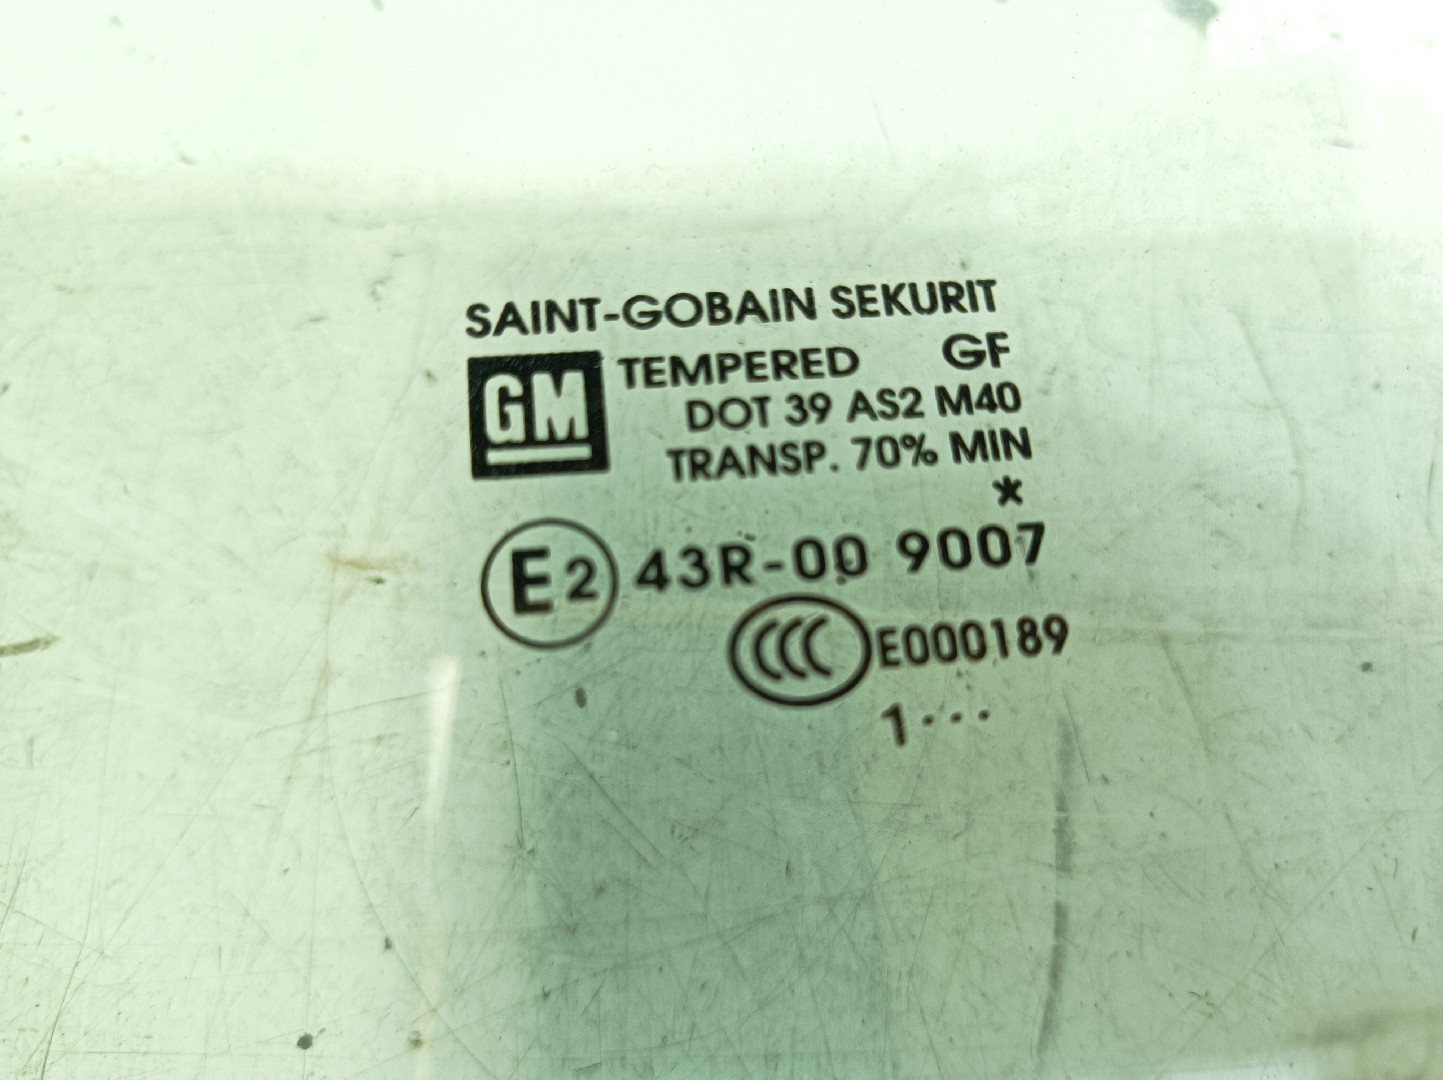 SAINT-GOBAIN SEKURIT
GM TEMPERED GF
DOT 39 AS2 M40
TRANSP. 70% MIN
*
E2 43R-00 9007
CCC E000189
1...